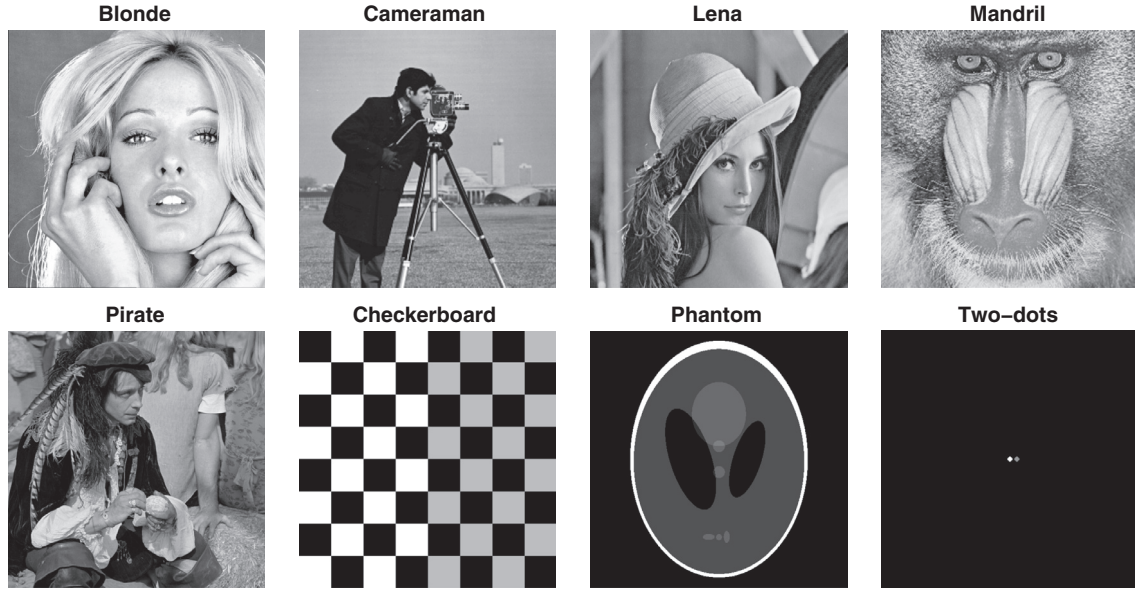 Blonde
Cameraman
Lena
Mandril
Pirate
Checkerboard
Phantom
Two-dots